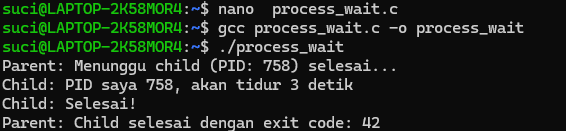 suci@LAPTOP-2K58MOR4:~$ nano  process_wait.c
suci@LAPTOP-2K58MOR4:~$ gcc process_wait.c -o process_wait
suci@LAPTOP-2K58MOR4:~$ ./process_wait
Parent: Menunggu child (PID: 758) selesai...
Child: PID saya 758, akan tidur 3 detik
Child: Selesai!
Parent: Child selesai dengan exit code: 42